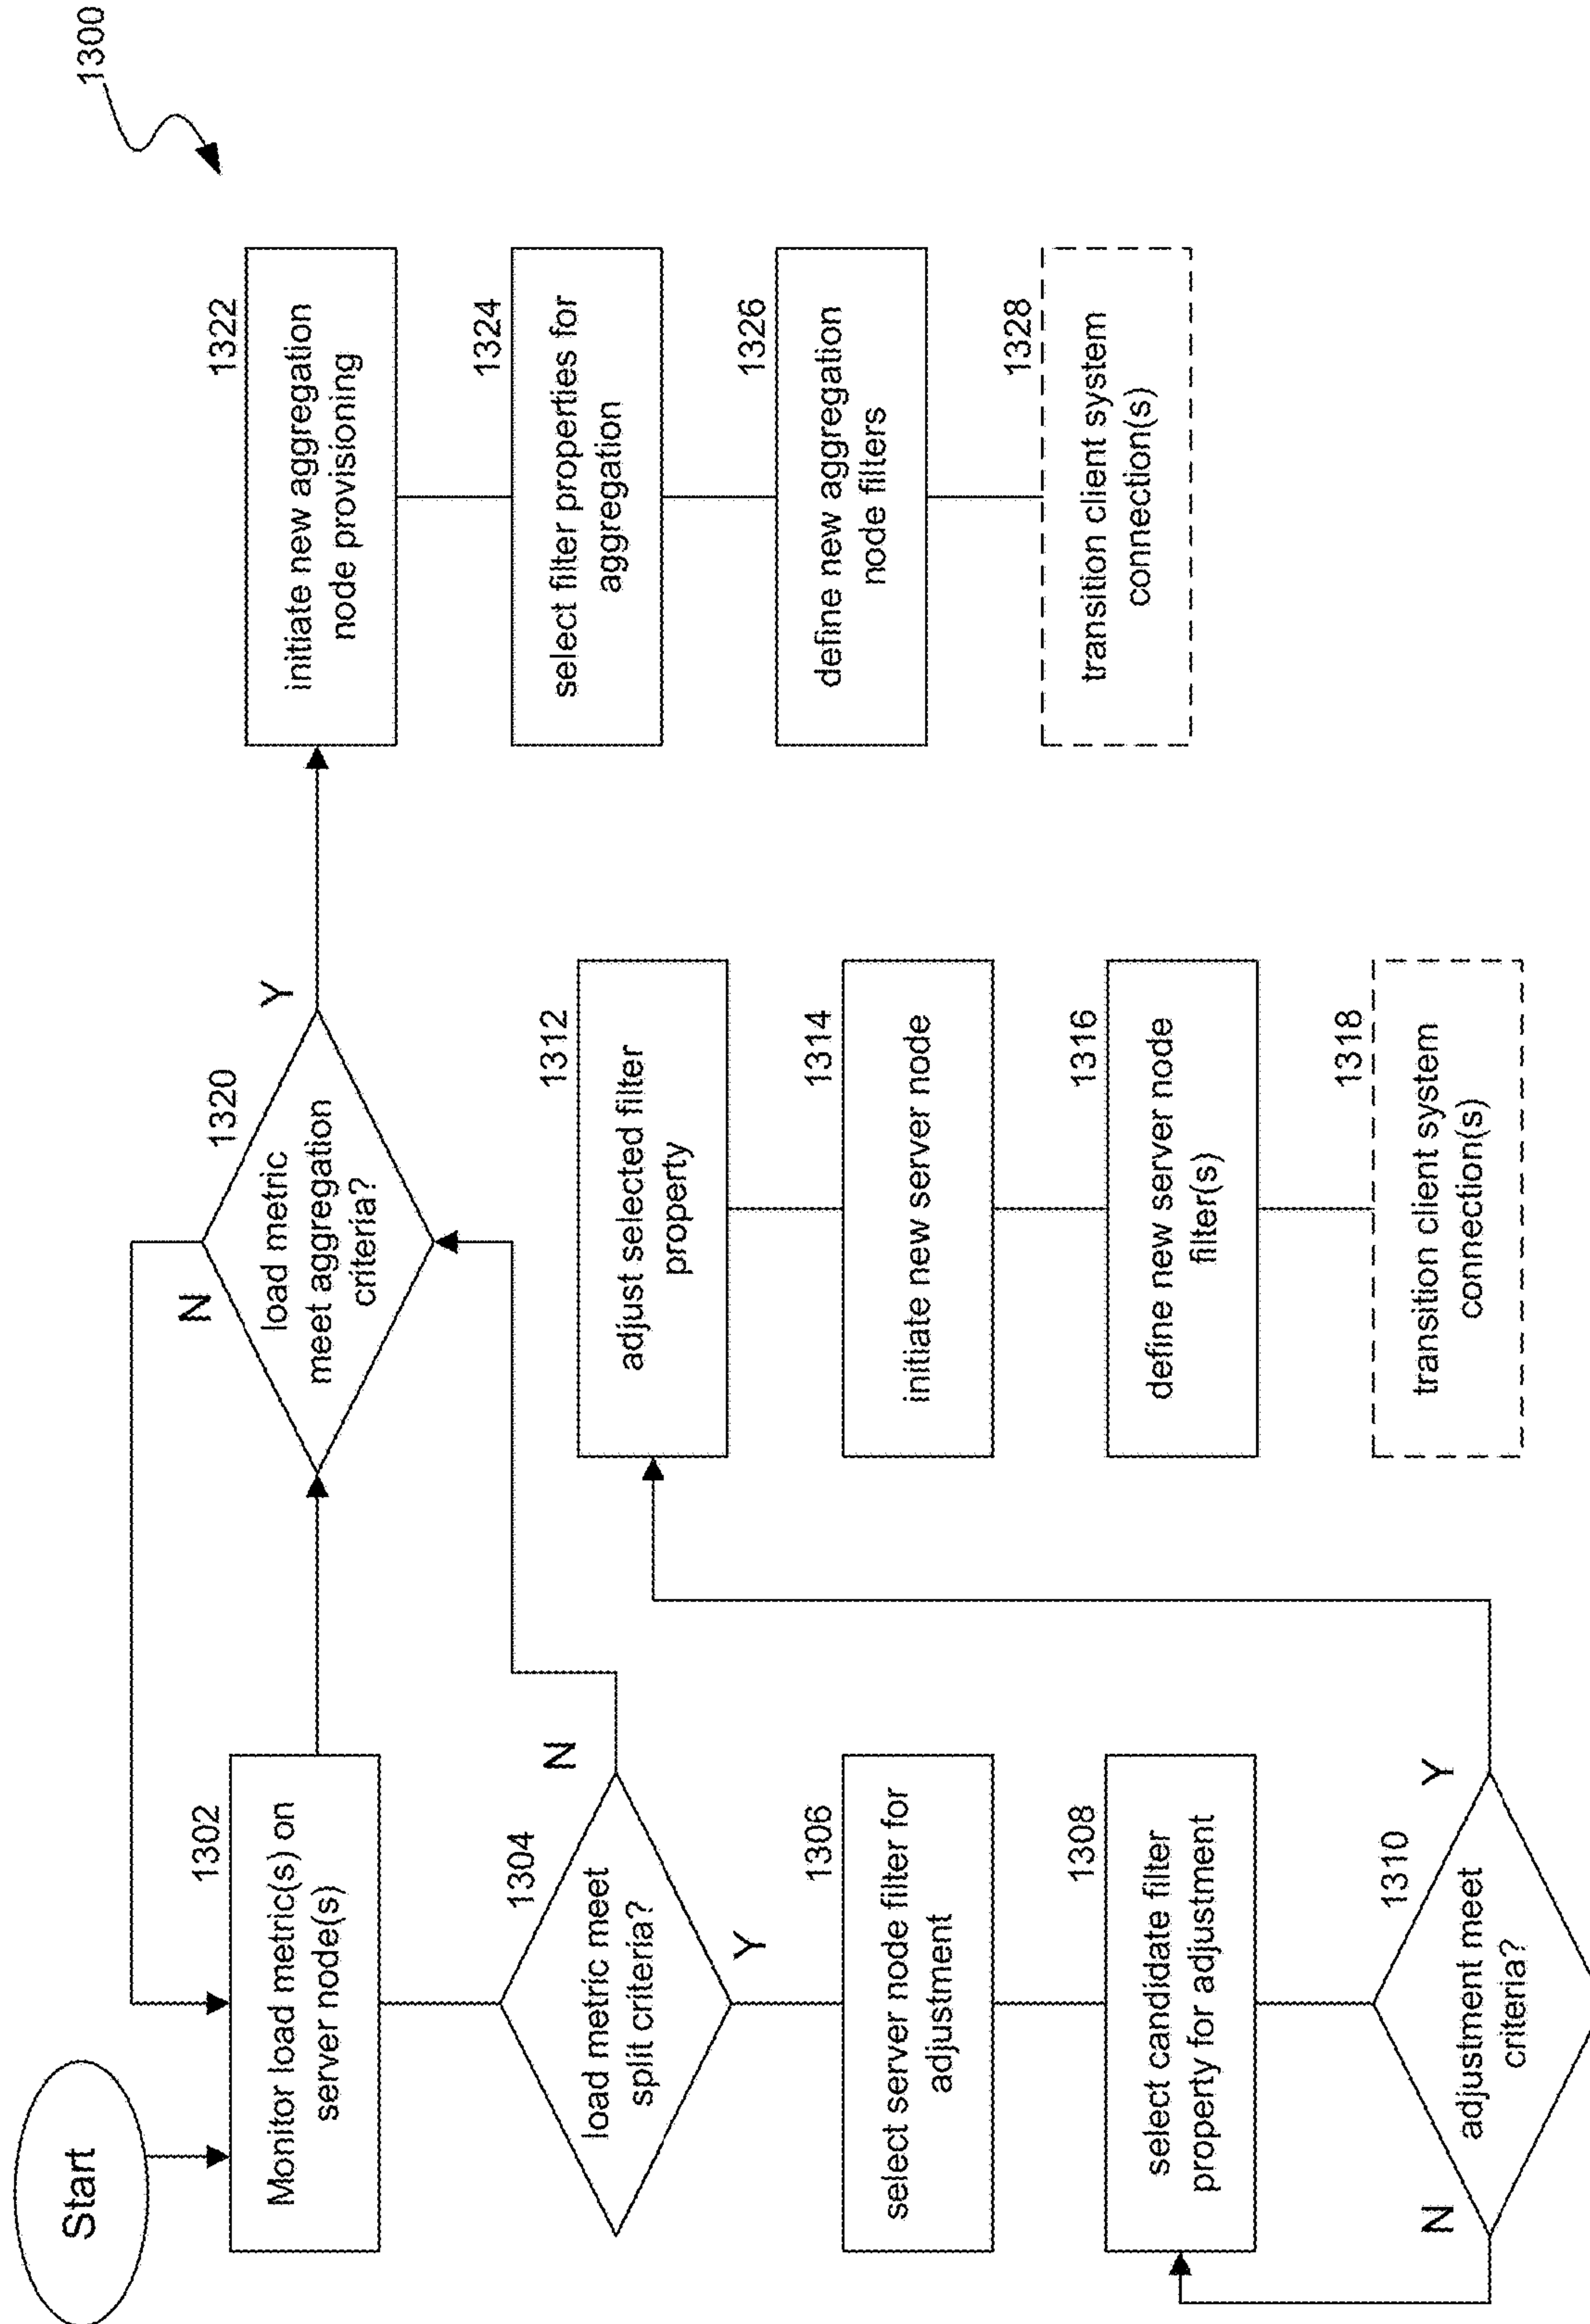 1300
Start
1302
Monitor load metric(s) on
server node(s)
1304
load metric meet
split criteria?
N
Y
1306
select server node filter for
adjustment
1308
select candidate filter
property for adjustment
1310
adjustment meet
criteria?
N
Y
1312
adjust selected filter
property
1314
initiate new server node
1316
define new server node
filter(s)
1318
transition client system
connection(s)
1320
load metric
meet aggregation
criteria?
N
Y
1322
initiate new aggregation
node provisioning
1324
select filter properties for
aggregation
1326
define new aggregation
node filters
1328
transition client system
connection(s)